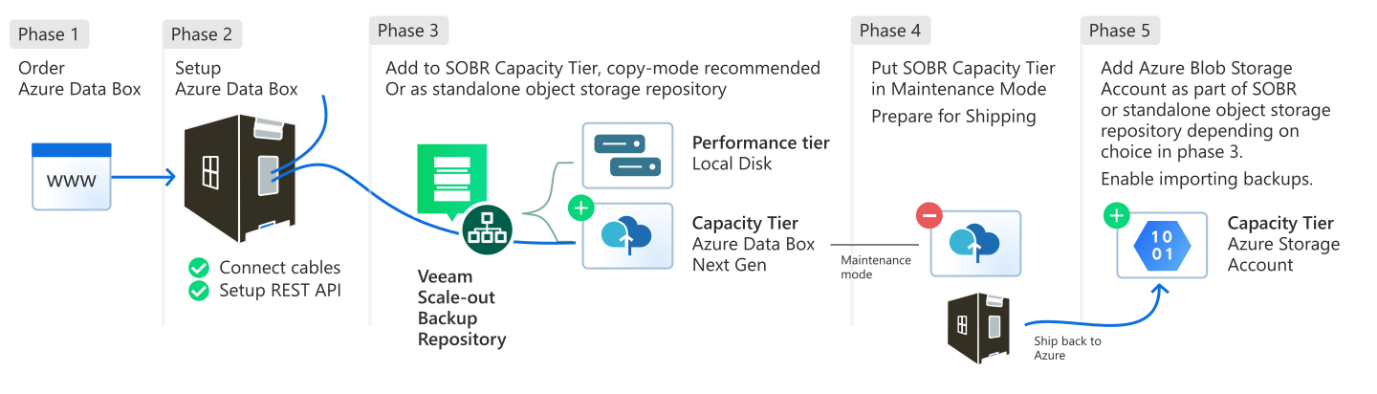 Phase 1
Order
Azure Data Box
www
Phase 2
Setup
Azure Data Box
Connect cables
Setup REST API
Phase 3
Add to SOBR Capacity Tier, copy-mode recommended
Or as standalone object storage repository
Veeam
Scale-out
Backup
Repository
Performance tier
Local Disk
Capacity Tier
Azure Data Box
Next Gen
Phase 4
Put SOBR Capacity Tier
in Maintenance Mode
Prepare for Shipping
Maintenance
mode
Ship back to
Azure
Phase 5
Add Azure Blob Storage
Account as part of SOBR
or standalone object storage
repository depending on
choice in phase 3.
Enable importing backups.
10
01
Capacity Tier
Azure Storage
Account